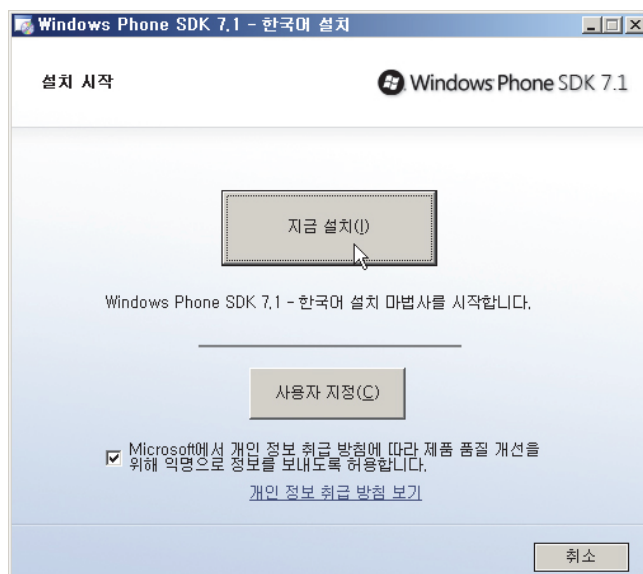 Windows Phone SDK 7.1 - 한국어 설치
설치 시작
Windows Phone SDK 7.1
지금 설치(I)
Windows Phone SDK 7.1 - 한국어 설치 마법사를 시작합니다.
사용자 지정(C)
Microsoft에서 개인 정보 취급 방침에 따라 제품 품질 개선을
위해 익명으로 정보를 보내도록 허용합니다.
개인 정보 취급 방침 보기
취소